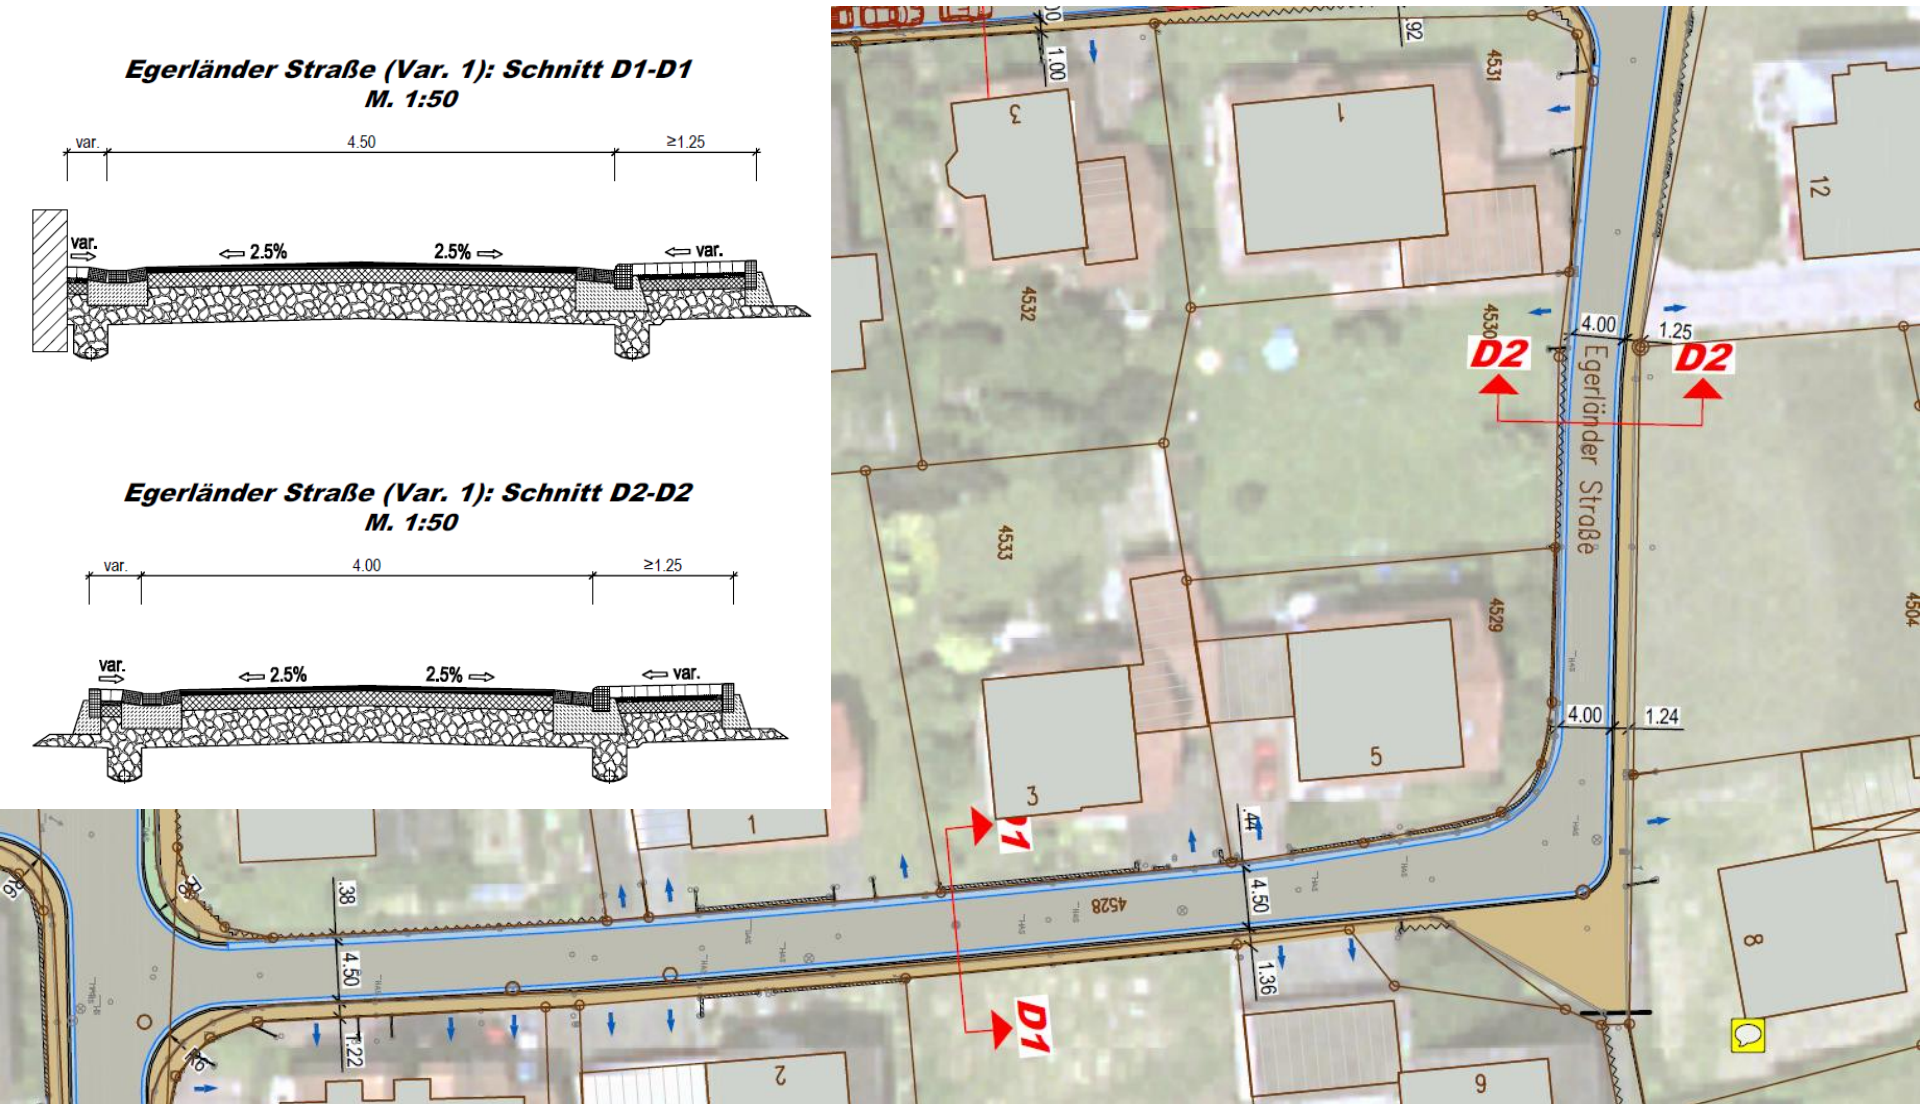 Egerländer Straße (Var. 1): Schnitt D1-D1
M. 1:50
var.
4.50
≥1.25
var.
2.5%
2.5%
var.
Egerländer Straße (Var. 1): Schnitt D2-D2
M. 1:50
var.
4.00
≥1.25
var.
2.5%
2.5%
var.
1.00
.92
4531
3
1
12
4532
4530
4.00
1.25
D2
D2
Egerländer Straße
4533
4529
4504
4.00
1.24
3
5
1
D1
.44
4.50
4528
1.36
.38
4.50
1.22
D1
8
2
6